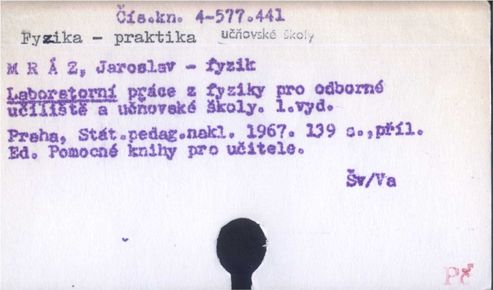 Čís.kn. 4-577.441
Fyzika - praktika učňovské školy
M R Á Z, Jaroslav - fyzik
Laboratorní práce z fyziky pro odborné
učiliště a učnovské školy. 1.vyd.
Praha, Stát.pedag.nakl. 1967. 139 s.,příl.
Ed. Pomocné knihy pro učitele.
Šv/Va